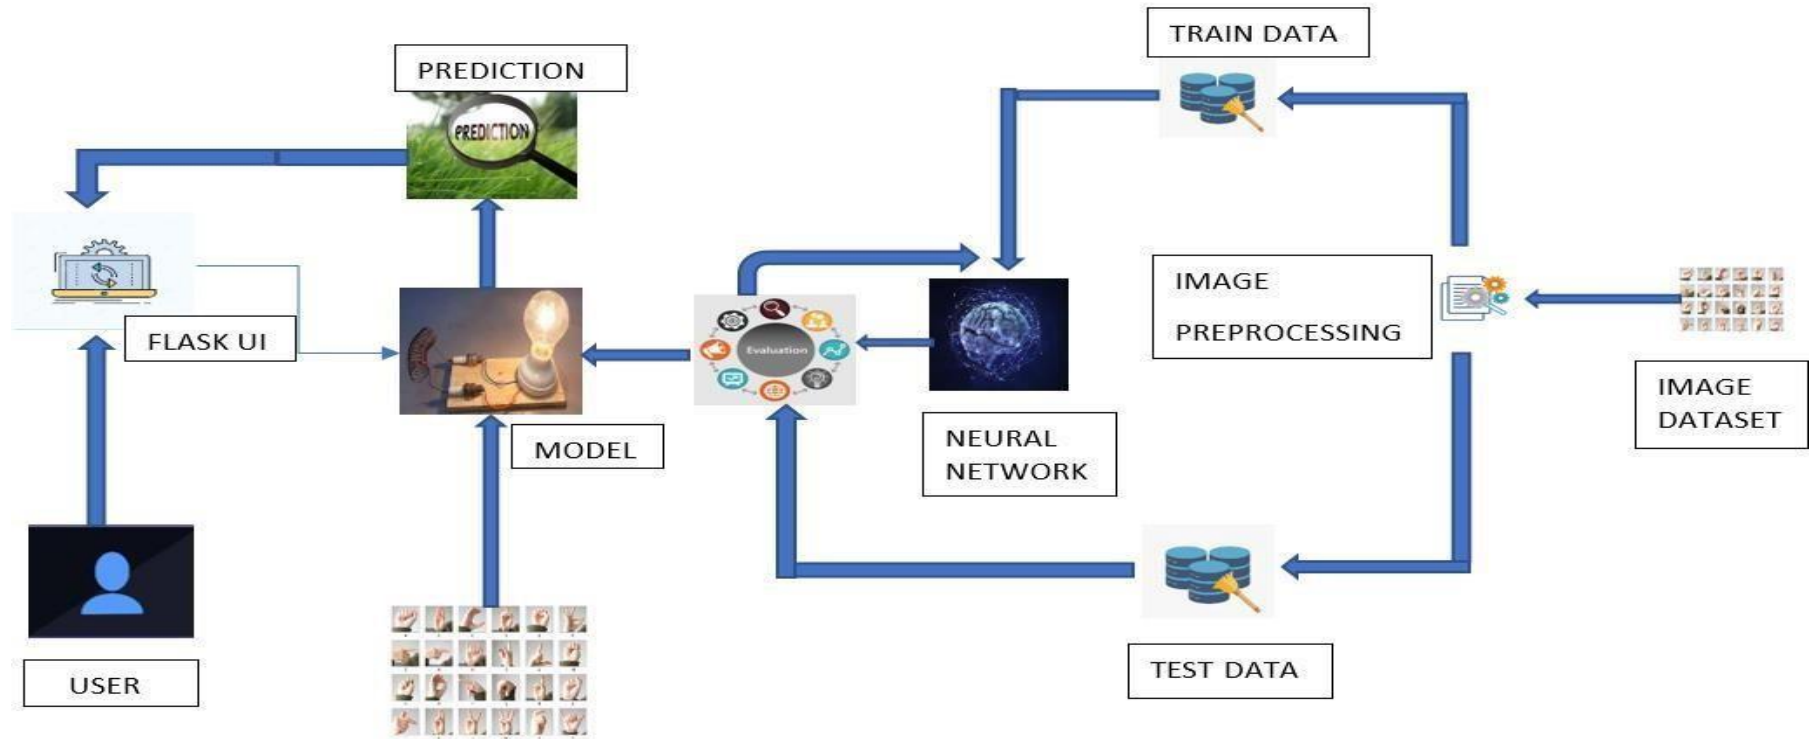 TRAIN DATA
PREDICTION
PREDICTION
IMAGE
PREPROCESSING
FLASK UI
Evaluation
IMAGE
DATASET
MODEL
NEURAL
NETWORK
TEST DATA
USER